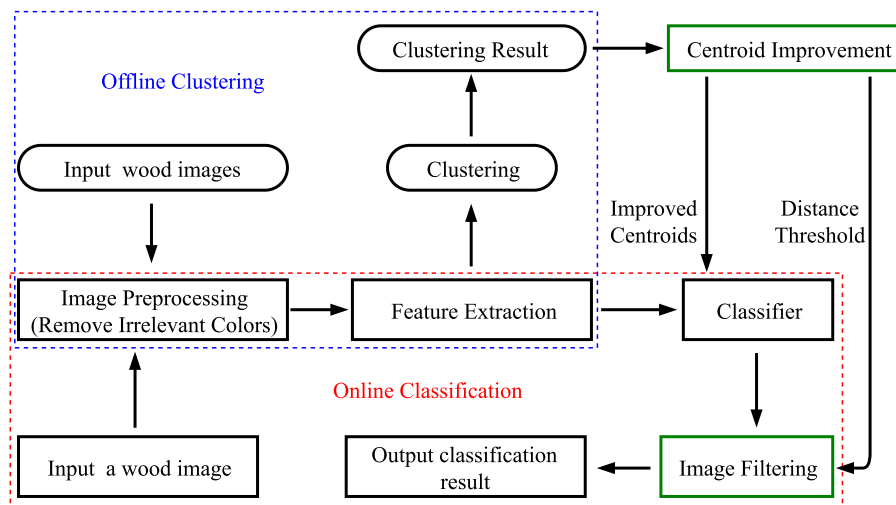 Clustering Result
Centroid Improvement
Offline Clustering
Input wood images
Clustering
Improved
Centroids
Distance
Threshold
Image Preprocessing
(Remove Irrelevant Colors)
Feature Extraction
Classifier
Online Classification
Input a wood image
Output classification
result
Image Filtering